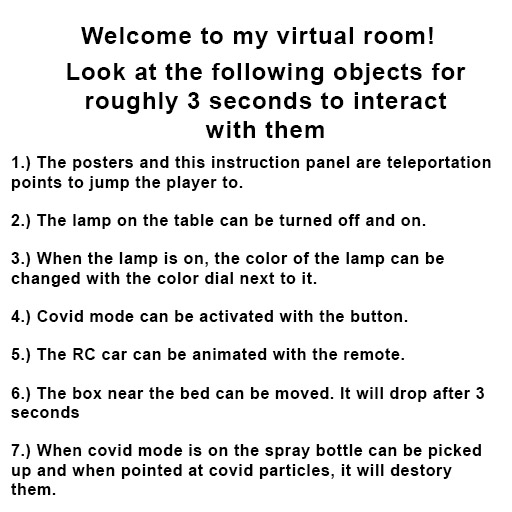 Welcome to my virtual room!
Look at the following objects for
roughly 3 seconds to interact
with them
1.) The posters and this instruction panel are teleportation
points to jump the player to.
2.) The lamp on the table can be turned off and on.
3.) When the lamp is on, the color of the lamp can be
changed with the color dial next to it.
4.) Covid mode can be activated with the button.
5.) The RC car can be animated with the remote.
6.) The box near the bed can be moved. It will drop after 3
seconds
7.) When covid mode is on the spray bottle can be picked
up and when pointed at covid particles, it will destory
them.